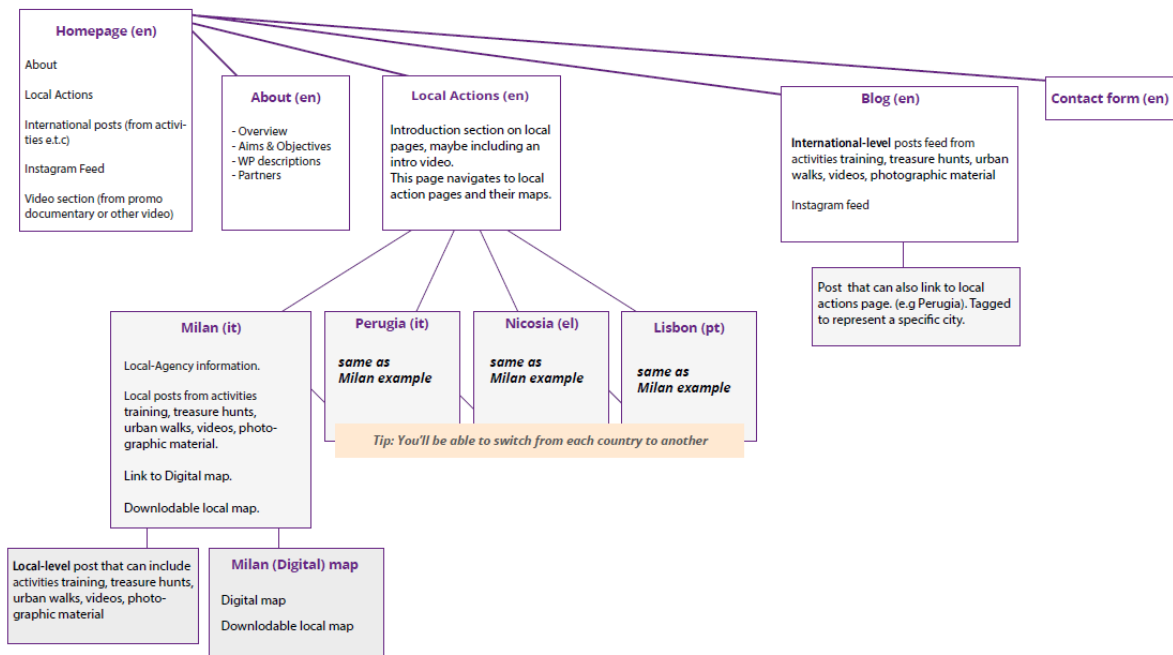 Homepage (en)
About
Local Actions
International posts (from activi-
ties e.t.c)
Instagram Feed
Video section (from promo
documentary or other video)
About (en)
- Overview
- Aims & Objectives
- WP descriptions
- Partners
Local Actions (en)
Introduction section on local
pages, maybe including an
intro video.
This page navigates to local
action pages and their maps.
Blog (en)
International-level posts feed from
activities training, treasure hunts, urban
walks, videos, photographic material
Instagram feed
Contact form (en)
Post  that can also link to local
actions page. (e.g Perugia). Tagged
to represent a specific city.
Milan (it)
Local-Agency information.
Local posts from activities
training, treasure hunts,
urban walks, videos, photo-
graphic material.
Link to Digital map.
Downlodable local map.
Perugia (it)
same as
Milan example
Nicosia (el)
same as
Milan example
Lisbon (pt)
same as
Milan example
Tip: You'll be able to switch from each country to another
Local-level post that can include
activities training, treasure hunts,
urban walks, videos, photo-
graphic material
Milan (Digital) map
Digital map
Downlodable local map